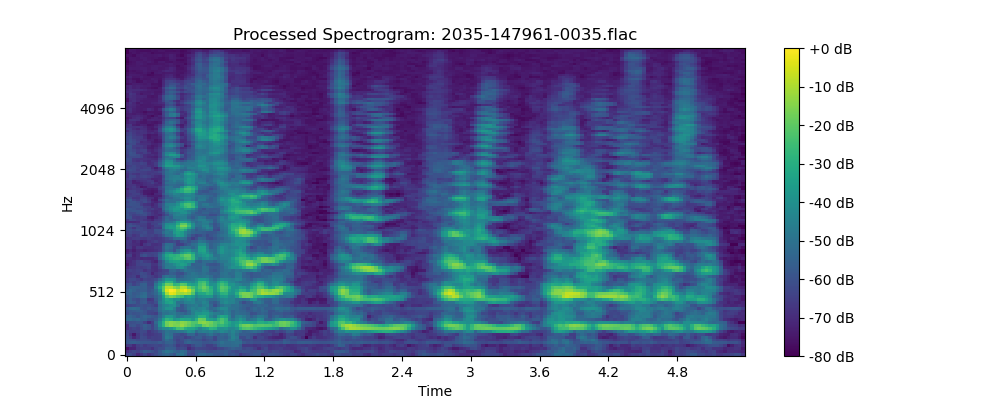 Processed Spectrogram: 2035-147961-0035.flac
Hz
4096
2048
1024
512
0
0 0.6 1.2 1.8 2.4 3 3.6 4.2 4.8
Time
+0 dB
-10 dB
-20 dB
-30 dB
-40 dB
-50 dB
-60 dB
-70 dB
-80 dB